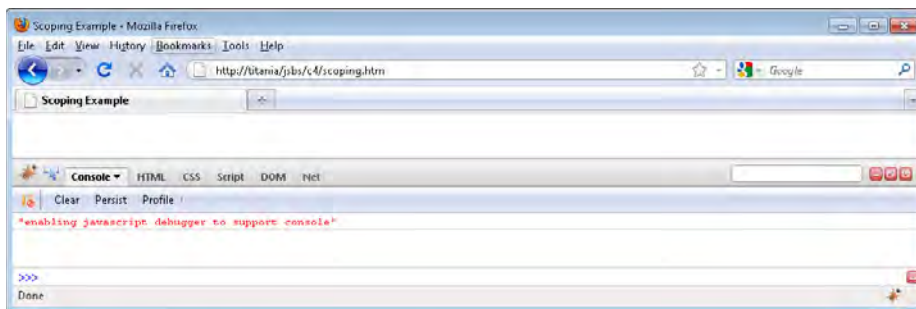 Scoping Example - Mozilla Firefox
File Edit View History Bookmarks Tools Help
http://titania/jsbs/c4/scoping.htm
Google
Scoping Example
Console HTML CSS Script DOM Net
Clear Persist Profile
"enabling javascript debugger to support console"
>>>
Done